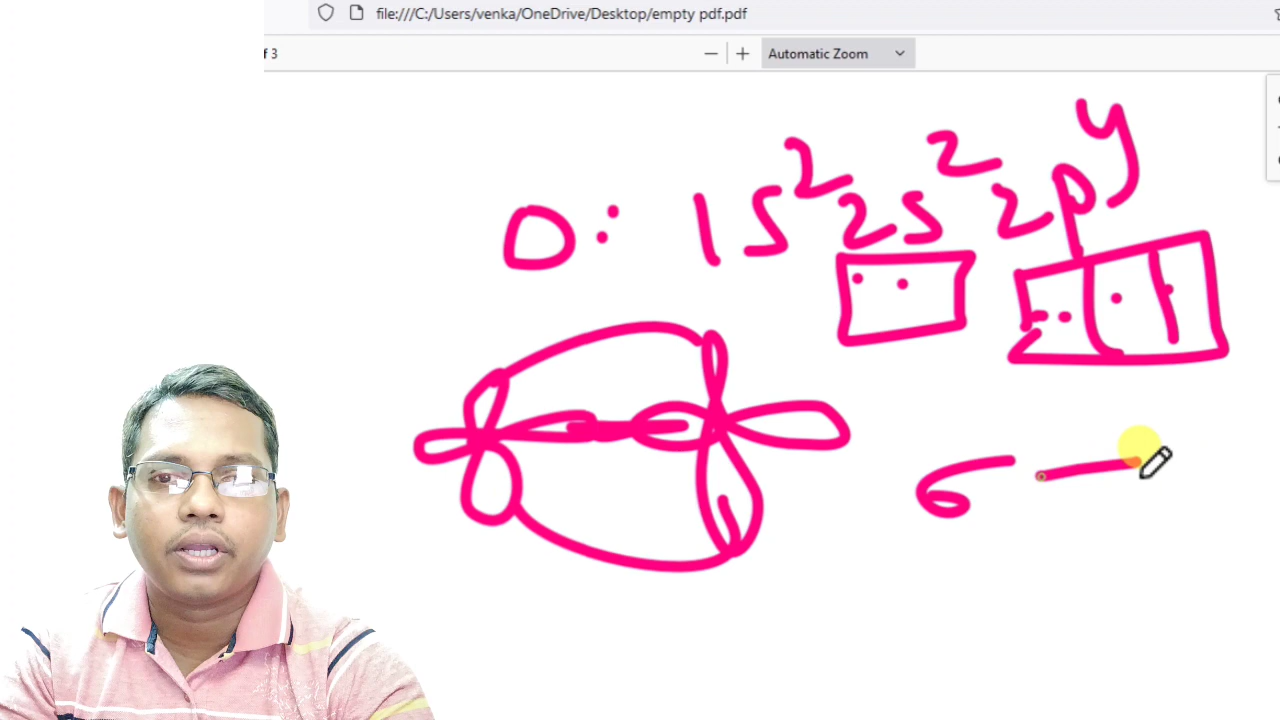 file:///C:/Users/venka/OneDrive/Desktop/empty pdf.pdf
f 3
− + Automatic Zoom
O: 1s² 2s² 2p⁴
σ —